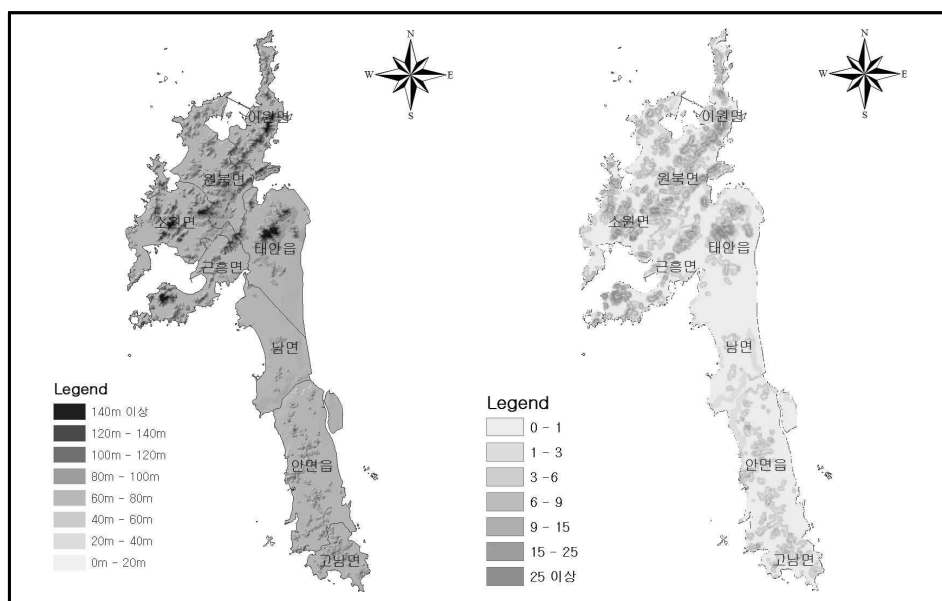 N
W E
S
이원면
원북면
소원면
태안읍
근흥면
남면
안면읍
고남면
Legend
140m 이상
120m - 140m
100m - 120m
80m - 100m
60m - 80m
40m - 60m
20m - 40m
0m - 20m
N
W E
S
이원면
원북면
소원면
태안읍
근흥면
남면
안면읍
고남면
Legend
0 - 1
1 - 3
3 - 6
6 - 9
9 - 15
15 - 25
25 이상